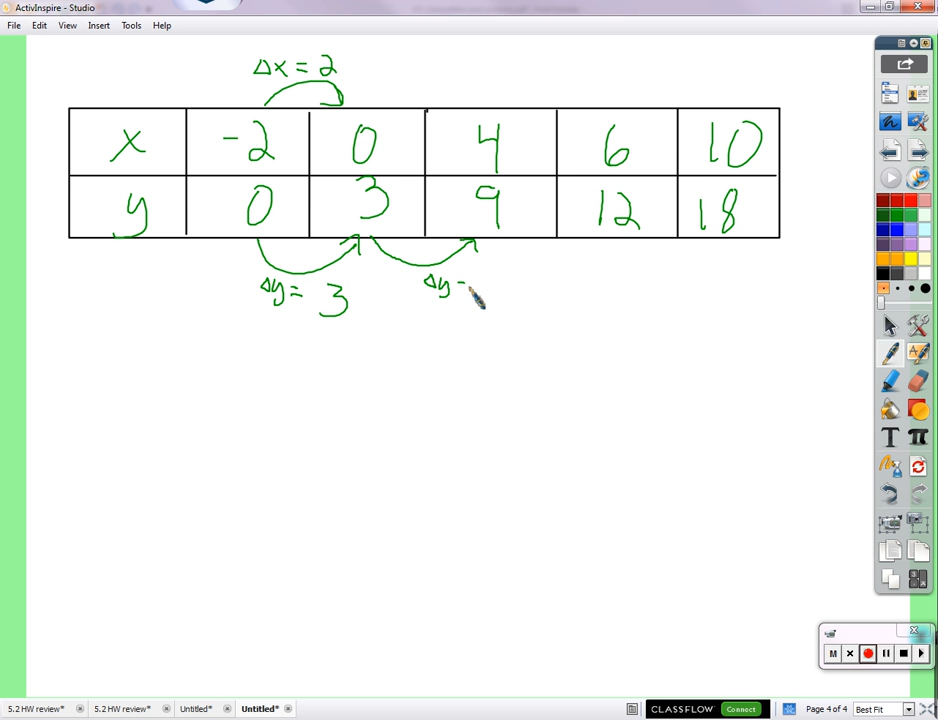 ActivInspire - Studio
File Edit View Insert Tools Help
Δx = 2
x -2 0 4 6 10
y 0 3 9 12 18
Δy = 3 Δy -
T π
M
5.2 HW review* 5.2 HW review* Untitled* Untitled* CLASSFLOW Connect Page 4 of 4 Best Fit